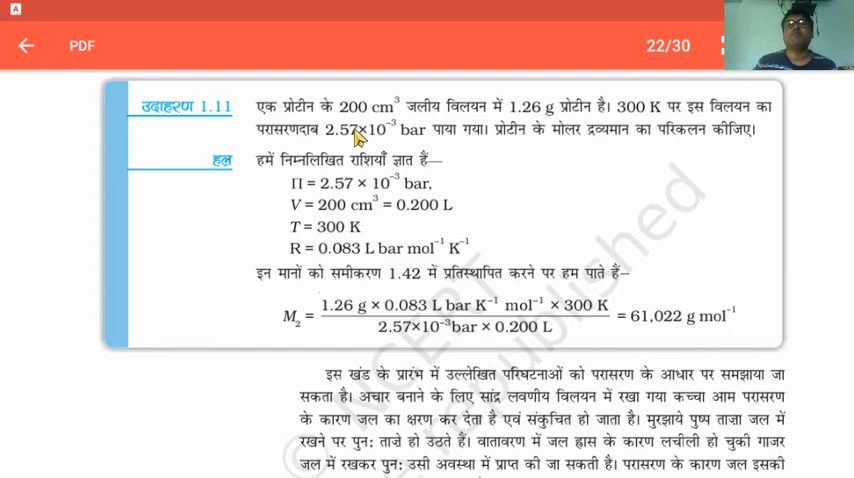 A
PDF
22/30
उदाहरण 1.11
एक प्रोटीन के 200 cm³ जलीय विलयन में 1.26 g प्रोटीन है। 300 K पर इस विलयन का
परासरणदाब 2.57×10⁻³ bar पाया गया। प्रोटीन के मोलर द्रव्यमान का परिकलन कीजिए।
हल
हमें निम्नलिखित राशियाँ ज्ञात हैं—
Π = 2.57 × 10⁻³ bar,
V = 200 cm³ = 0.200 L
T = 300 K
R = 0.083 L bar mol⁻¹ K⁻¹
इन मानों को समीकरण 1.42 में प्रतिस्थापित करने पर हम पाते हैं–
M₂ = 1.26 g × 0.083 L bar K⁻¹ mol⁻¹ × 300 K / 2.57×10⁻³bar × 0.200 L = 61,022 g mol⁻¹
इस खंड के प्रारंभ में उल्लेखित परिघटनाओं को परासरण के आधार पर समझाया जा
सकता है। अचार बनाने के लिए सांद्र लवणीय विलयन में रखा गया कच्चा आम परासरण
के कारण जल का क्षरण कर देता है एवं संकुचित हो जाता है। मुरझाये पुष्प ताज़ा जल में
रखने पर पुन: ताज़े हो उठते हैं। वातावरण में जल ह्रास के कारण लचीली हो चुकी गाजर
जल में रखकर पुन: उसी अवस्था में प्राप्त की जा सकती है। परासरण के कारण जल इसकी
© NCERT
republished